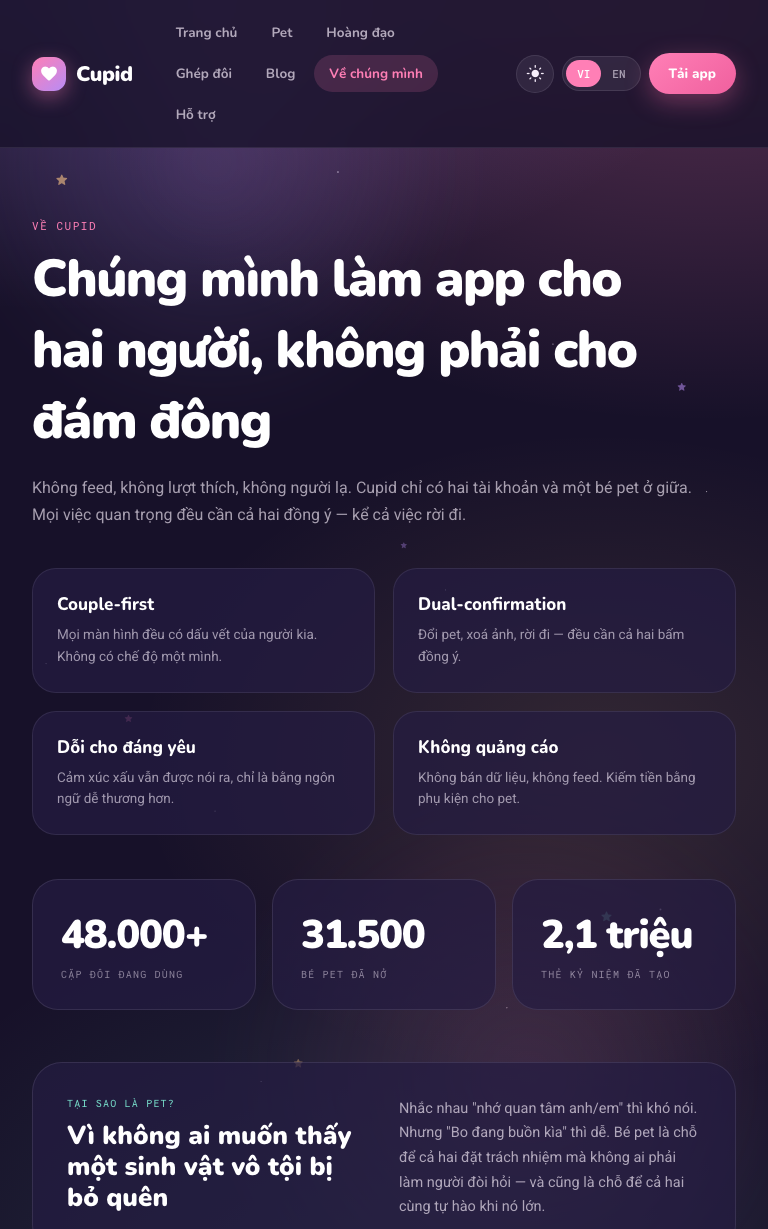 Trang chủ
Pet
Hoàng đạo
Cupid
Ghép đôi
Blog
Về chúng mình
VI
EN
Tải app
Hỗ trợ
VỀ CUPID
Chúng mình làm app cho
hai người, không phải cho
đám đông
Không feed, không lượt thích, không người lạ. Cupid chỉ có hai tài khoản và một bé pet ở giữa.
Mọi việc quan trọng đều cần cả hai đồng ý — kể cả việc rời đi.
Couple-first
Mọi màn hình đều có dấu vết của người kia.
Không có chế độ một mình.
Dual-confirmation
Đổi pet, xoá ảnh, rời đi — đều cần cả hai bấm
đồng ý.
Dỗi cho đáng yêu
Cảm xúc xấu vẫn được nói ra, chỉ là bằng ngôn
ngữ dễ thương hơn.
Không quảng cáo
Không bán dữ liệu, không feed. Kiếm tiền bằng
phụ kiện cho pet.
48.000+
CẶP ĐÔI ĐANG DÙNG
31.500
BÉ PET ĐÃ NỞ
2,1 triệu
THẺ KỶ NIỆM ĐÃ TẠO
TẠI SAO LÀ PET?
Vì không ai muốn thấy
một sinh vật vô tội bị
bỏ quên
Nhắc nhau "nhớ quan tâm anh/em" thì khó nói.
Nhưng "Bo đang buồn kìa" thì dễ. Bé pet là chỗ
để cả hai đặt trách nhiệm mà không ai phải
làm người đòi hỏi — và cũng là chỗ để cả hai
cùng tự hào khi nó lớn.